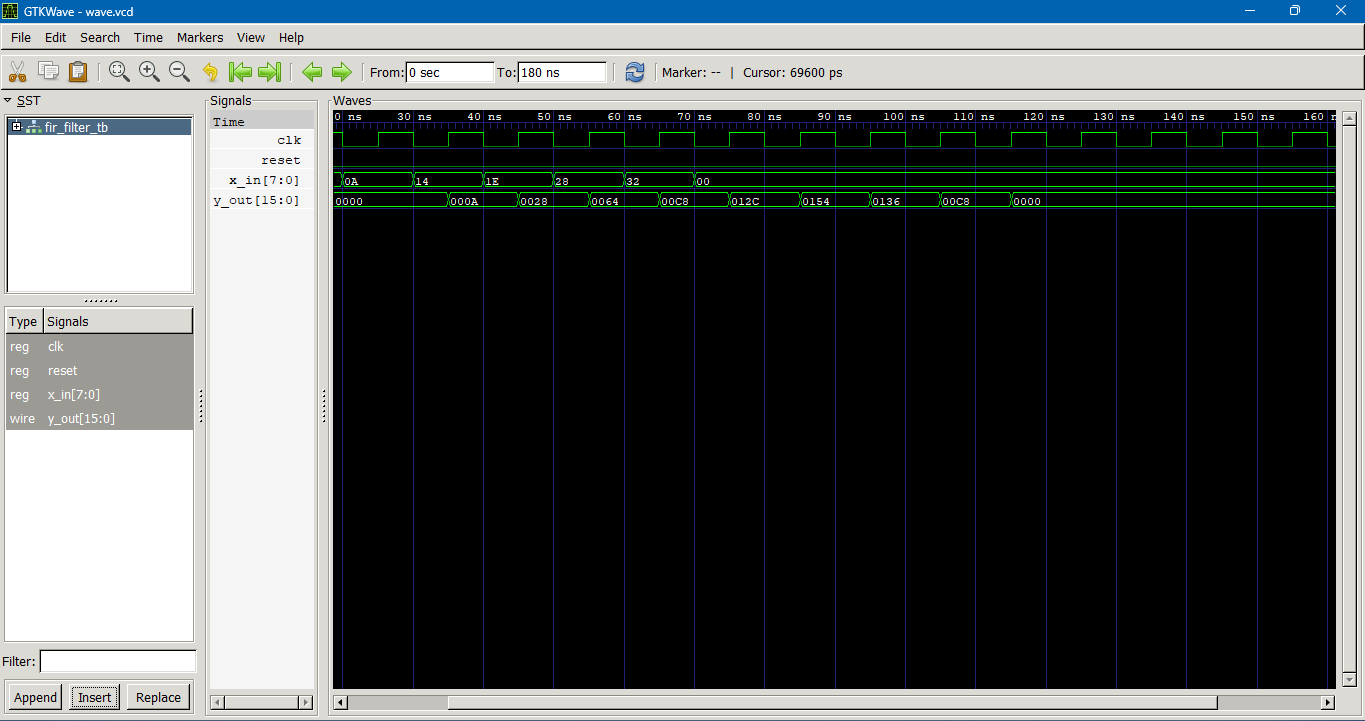 GTKWave - wave.vcd
File Edit Search Time Markers View Help
From: 0 sec To: 180 ns Marker: -- | Cursor: 69600 ps
SST
fir_filter_tb
Type Signals
reg clk
reg reset
reg x_in[7:0]
wire y_out[15:0]
Filter:
Append Insert Replace
Signals
Time
clk
reset
x_in[7:0]
y_out[15:0]
Waves
0 ns 30 ns 40 ns 50 ns 60 ns 70 ns 80 ns 90 ns 100 ns 110 ns 120 ns 130 ns 140 ns 150 ns 160 n
0A 14 1E 28 32 00
0000 000A 0028 0064 00C8 012C 0154 0136 00C8 0000